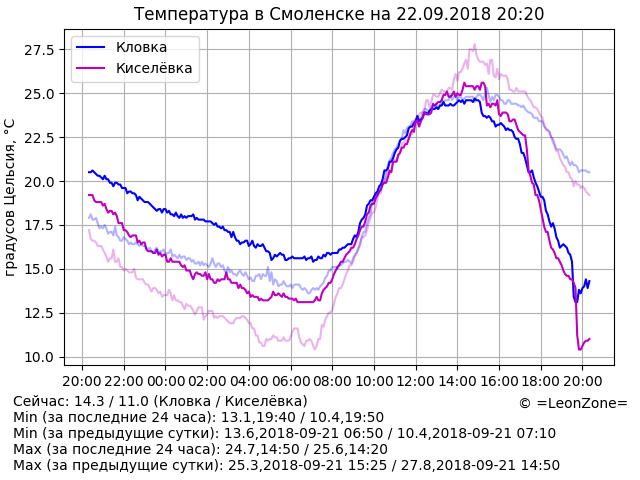 Температура в Смоленске на 22.09.2018 20:20
градусов Цельсия, °C
27.5
25.0
22.5
20.0
17.5
15.0
12.5
10.0
Кловка
Киселёвка
20:00 22:00 00:00 02:00 04:00 06:00 08:00 10:00 12:00 14:00 16:00 18:00 20:00
Сейчас: 14.3 / 11.0 (Кловка / Киселёвка)
© =LeonZone=
Min (за последние 24 часа): 13.1,19:40 / 10.4,19:50
Min (за предыдущие сутки): 13.6,2018-09-21 06:50 / 10.4,2018-09-21 07:10
Max (за последние 24 часа): 24.7,14:50 / 25.6,14:20
Max (за предыдущие сутки): 25.3,2018-09-21 15:25 / 27.8,2018-09-21 14:50